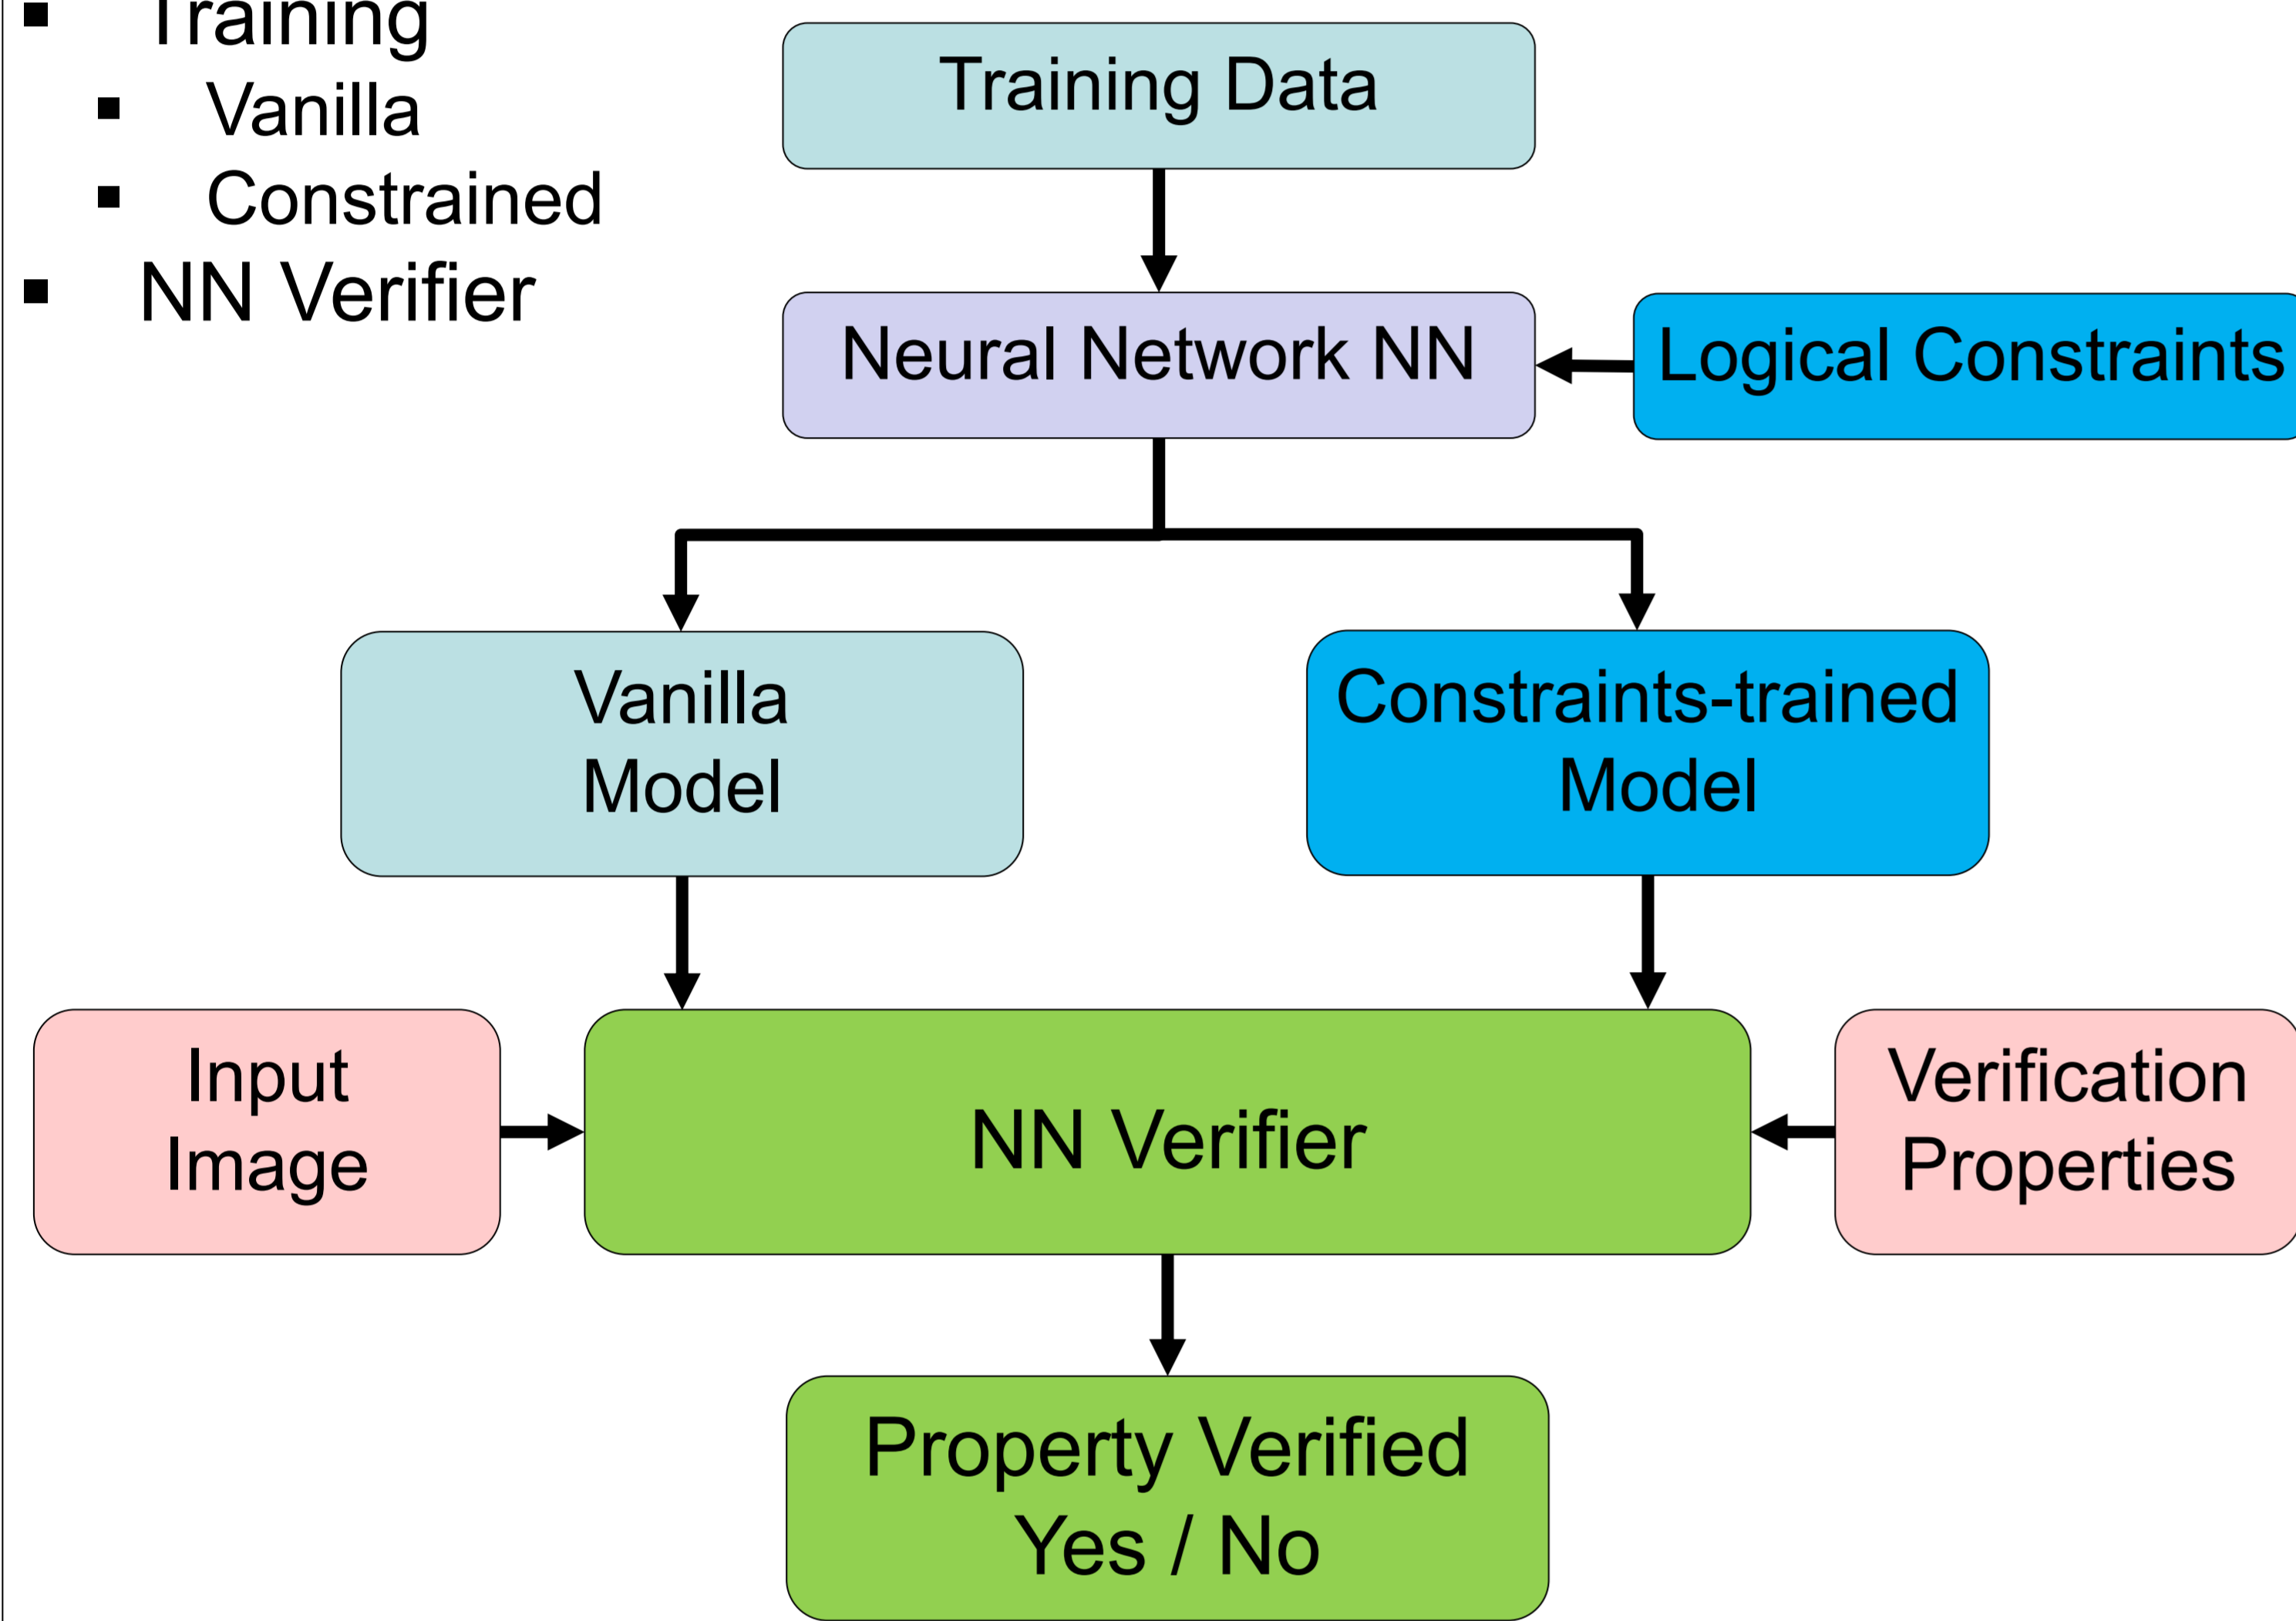 Training
Vanilla
Constrained
NN Verifier
Training Data
Neural Network NN
Logical Constraints
Vanilla
Model
Constraints-trained
Model
Input
Image
NN Verifier
Verification
Properties
Property Verified
Yes / No